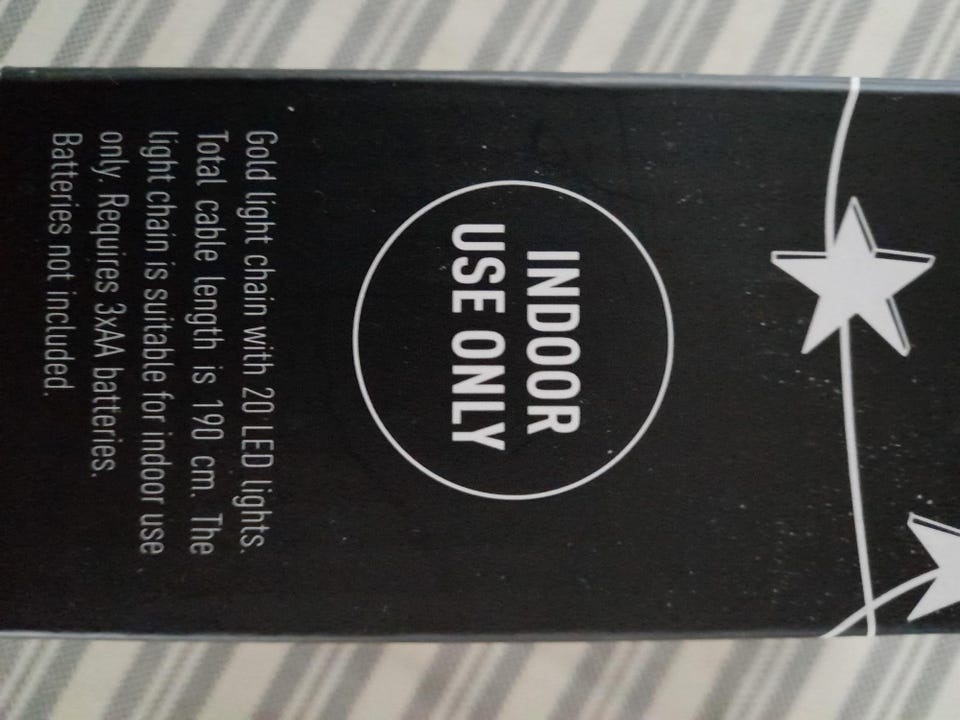 INDOOR
USE ONLY
Gold light chain with 20 LED lights.
Total cable length is 190 cm. The
light chain is suitable for indoor use
only. Requires 3xAA batteries.
Batteries not included.